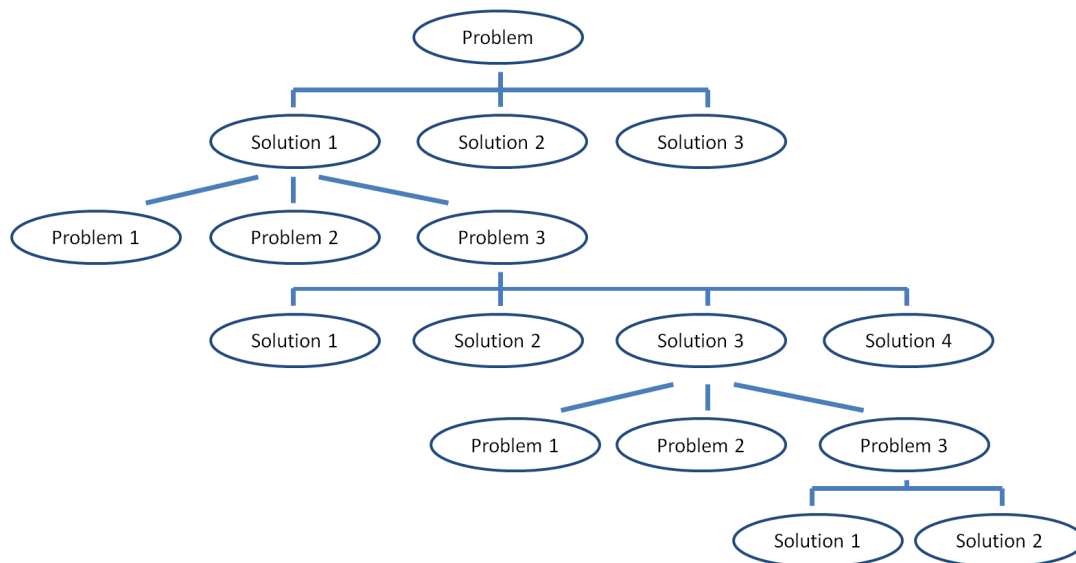 Problem
Solution 1
Solution 2
Solution 3
Problem 1
Problem 2
Problem 3
Solution 1
Solution 2
Solution 3
Solution 4
Problem 1
Problem 2
Problem 3
Solution 1
Solution 2